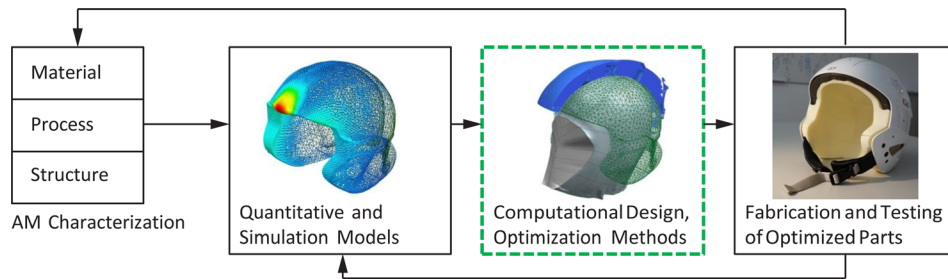 Material
Process
Structure
AM Characterization
Quantitative and
Simulation Models
Computational Design,
Optimization Methods
Fabrication and Testing
of Optimized Parts